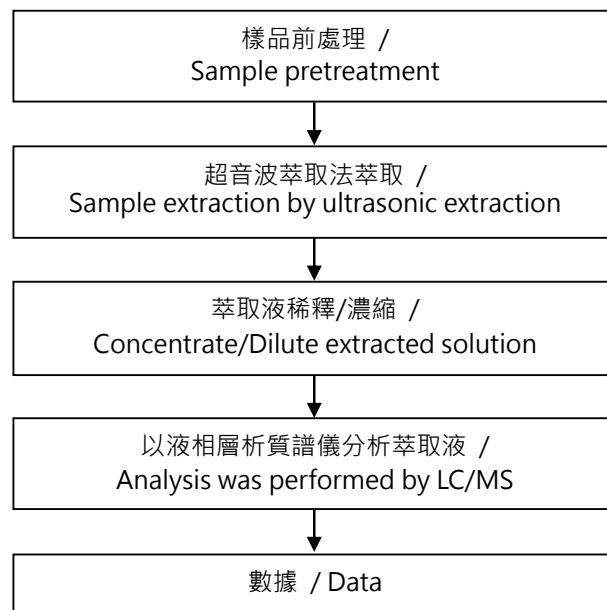 樣品前處理 /
Sample pretreatment
超音波萃取法萃取 /
Sample extraction by ultrasonic extraction
萃取液稀釋/濃縮 /
Concentrate/Dilute extracted solution
以液相層析質譜儀分析萃取液 /
Analysis was performed by LC/MS
數據 / Data